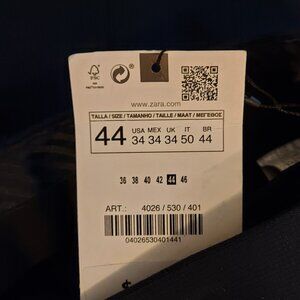 FSC
www.zara.com
TALLA / SIZE / TAMANHO / TAILLE / MAAT / ΜΕΓΕΘΟΣ
44 USA MEX UK IT BR
34 34 34 50 44
36 38 40 42 44 46
ART.: 4026 / 530 / 401
04026530401441